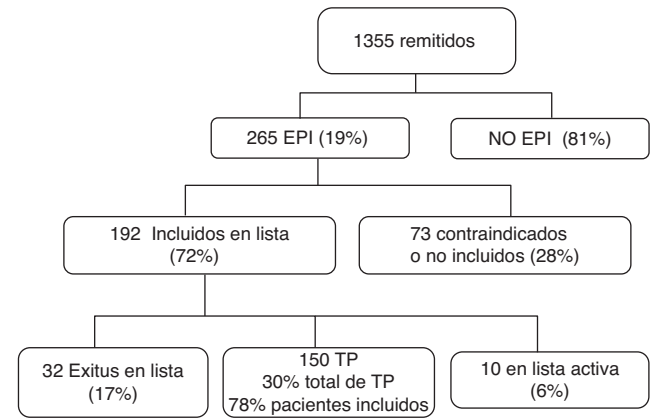 1355 remitidos
265 EPI (19%)
NO EPI (81%)
192 Incluidos en lista
(72%)
73 contraindicados
o no incluidos (28%)
32 Exitus en lista
(17%)
150 TP
30% total de TP
78% pacientes incluidos
10 en lista activa
(6%)